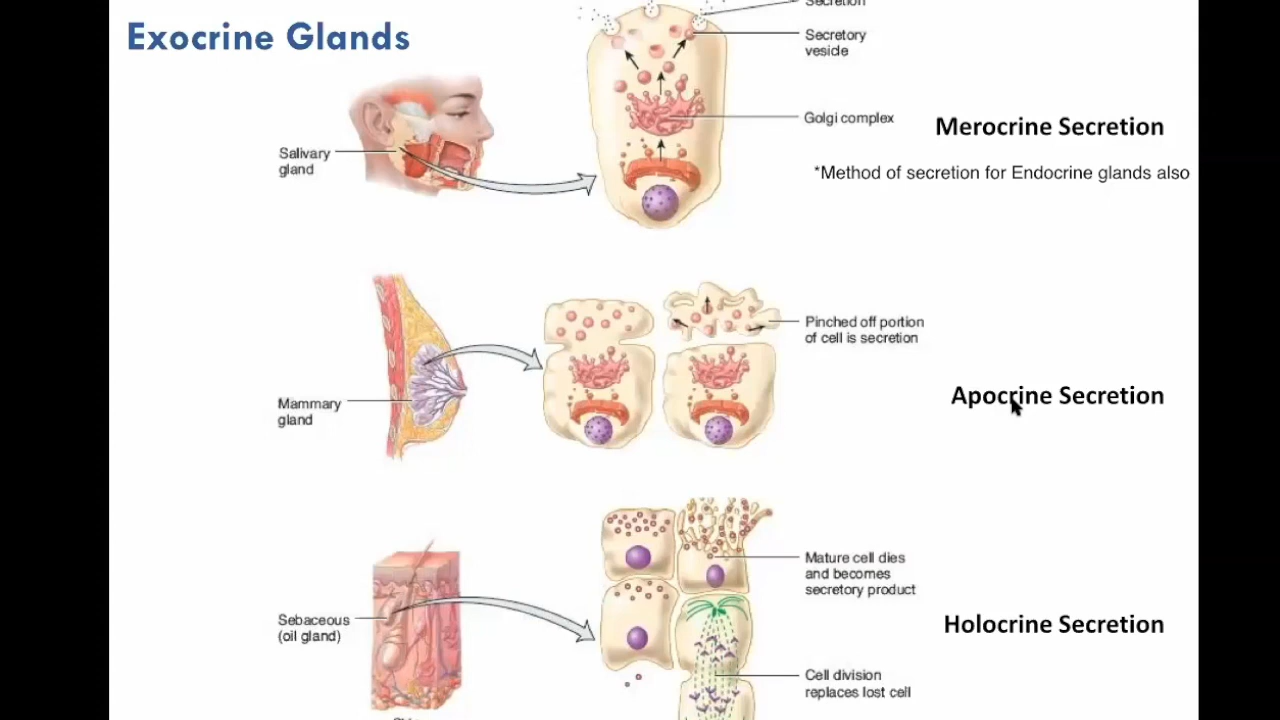 Exocrine Glands
Secretion
Secretory
vesicle
Golgi complex
Merocrine Secretion
*Method of secretion for Endocrine glands also
Salivary
gland
Pinched off portion
of cell is secretion
Apocrine Secretion
Mammary
gland
Mature cell dies
and becomes
secretory product
Sebaceous
(oil gland)
Holocrine Secretion
Cell division
replaces lost cell